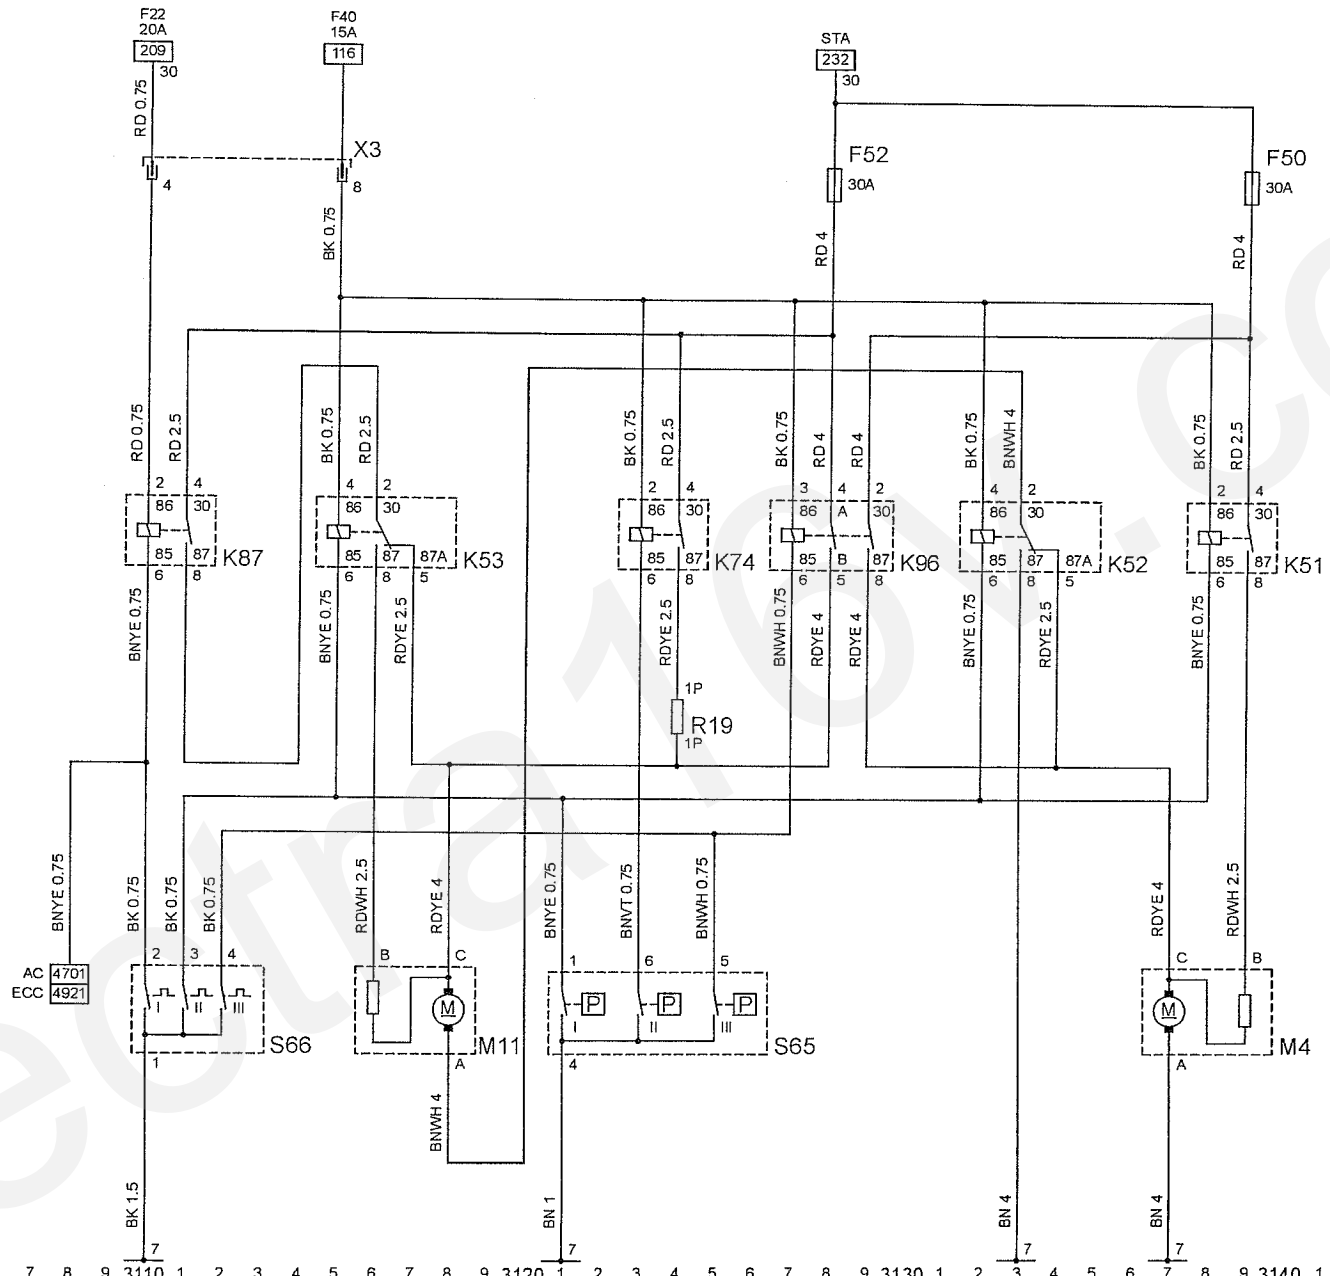 F22
20A
209
30
F40
15A
116
STA
232
30
RD 0.75
X3
4
8
F52
30A
F50
30A
BK 0.75
RD 4
RD 4
RD 0.75
RD 2.5
BK 0.75
RD 2.5
BK 0.75
RD 2.5
BK 0.75
RD 4
RD 4
BK 0.75
BNWH 4
BK 0.75
RD 2.5
2 4
86 30
85 87
K87
6 8
4 2
86 30
85 87 87A
K53
6 8 5
2 4
86 30
85 87
K74
6 8
3 4 2
86 A 30
85 B 87
K96
6 5 8
4 2
86 30
85 87 87A
K52
6 8 5
2 4
86 30
85 87
K51
6 8
BNYE 0.75
BNYE 0.75
RDYE 2.5
RDYE 2.5
BNWH 0.75
RDYE 4
RDYE 4
BNYE 0.75
RDYE 2.5
BNYE 0.75
1P
R19
1P
BNYE 0.75
BK 0.75
BK 0.75
BK 0.75
RDWH 2.5
RDYE 4
BNYE 0.75
BNVT 0.75
BNWH 0.75
RDYE 4
RDWH 2.5
AC 4701
ECC 4921
2 3 4
I II III
S66
1
B C
M
M11
A
1 6 5
P P P
I II III
S65
4
C B
M
M4
A
BK 1.5
BNWH 4
BN 1
BN 4
BN 4
7
7
7
7
7 8 9 3110 1 2 3 4 5 6 7 8 9 3120 1 2 3 4 5 6 7 8 9 3130 1 2 3 4 5 6 7 8 9 3140 1
ectra16v.co